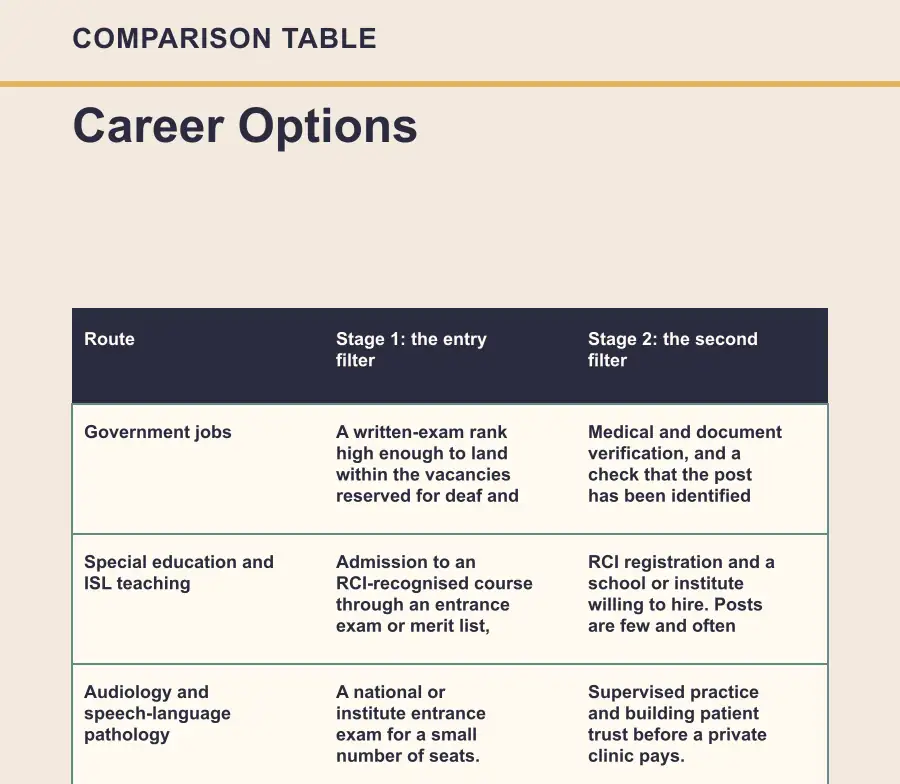 COMPARISON TABLE
Career Options
Route
Stage 1: the entry
filter
Stage 2: the second
filter
Government jobs
A written-exam rank
high enough to land
within the vacancies
reserved for deaf and
Medical and document
verification, and a
check that the post
has been identified
Special education and
ISL teaching
Admission to an
RCI-recognised course
through an entrance
exam or merit list,
RCI registration and a
school or institute
willing to hire. Posts
are few and often
Audiology and
speech-language
pathology
A national or
institute entrance
exam for a small
number of seats.
Supervised practice
and building patient
trust before a private
clinic pays.